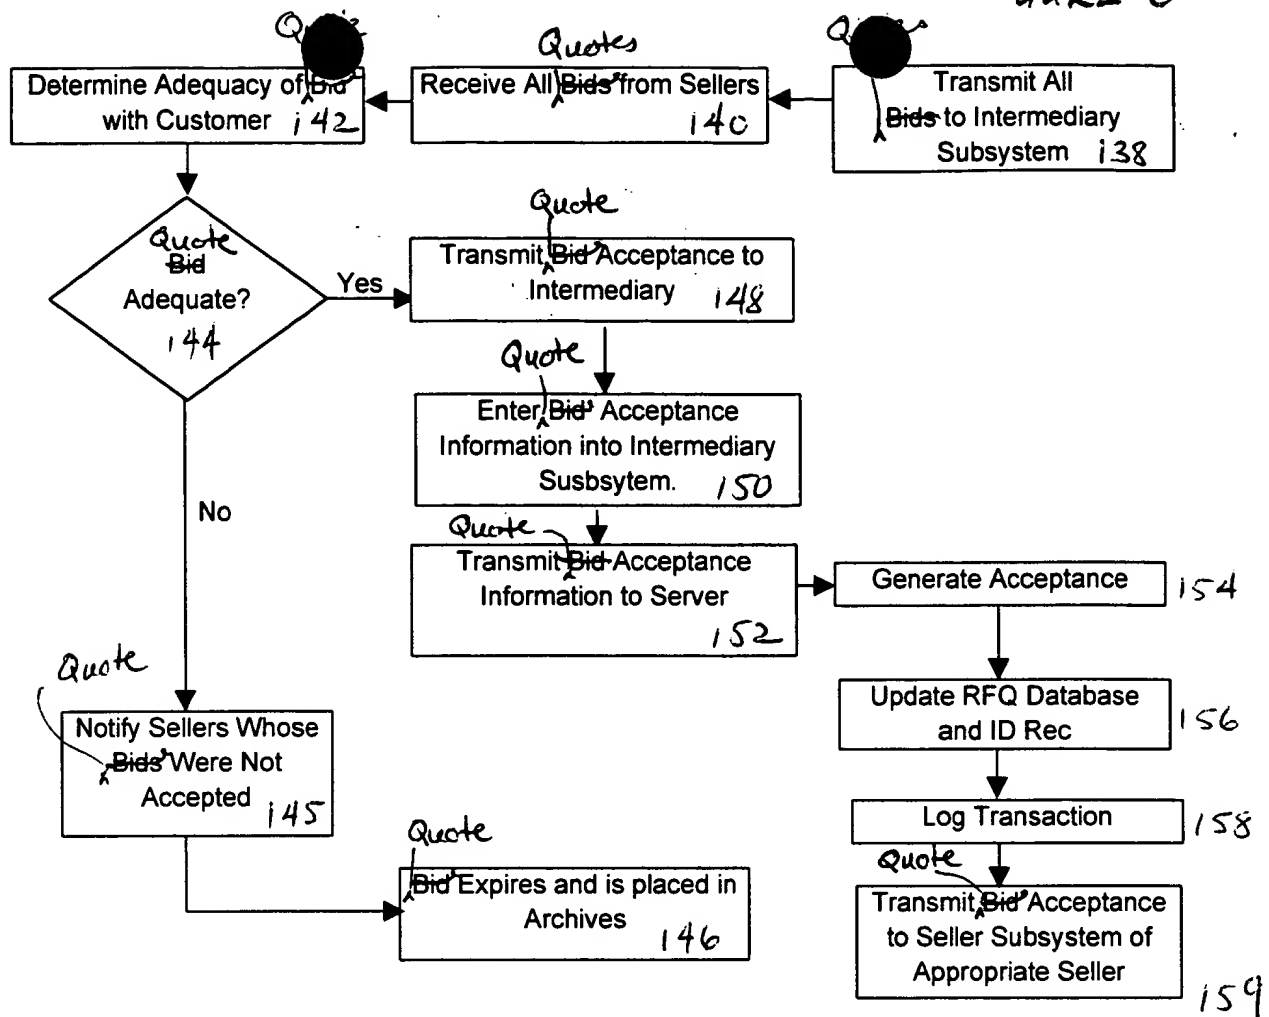 Quotes
Determine Adequacy of Bid
with Customer 142
Receive All Bids from Sellers
140
Transmit All
Bids to Intermediary
Subsystem 138
Quote
Bid
Adequate?
144
Yes
No
Quote
Transmit Bid Acceptance to
Intermediary 148
Quote
Enter Bid Acceptance
Information into Intermediary
Susbsytem. 150
Quote
Transmit Bid Acceptance
Information to Server
152
Generate Acceptance 154
Update RFQ Database
and ID Rec 156
Log Transaction 158
Quote
Transmit Bid Acceptance
to Seller Subsystem of
Appropriate Seller
159
Quote
Notify Sellers Whose
Bids Were Not
Accepted 145
Quote
Bid Expires and is placed in
Archives
146